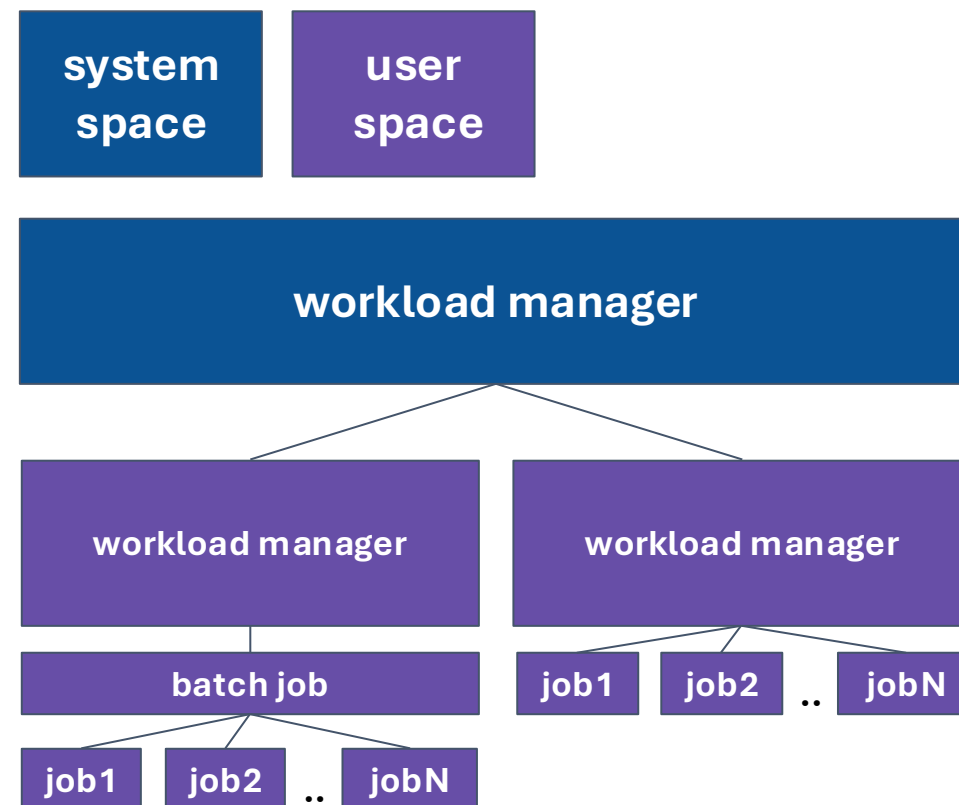 system
space
user
space
workload manager
workload manager
workload manager
batch job
job1
job2
..
jobN
job1
job2
..
jobN